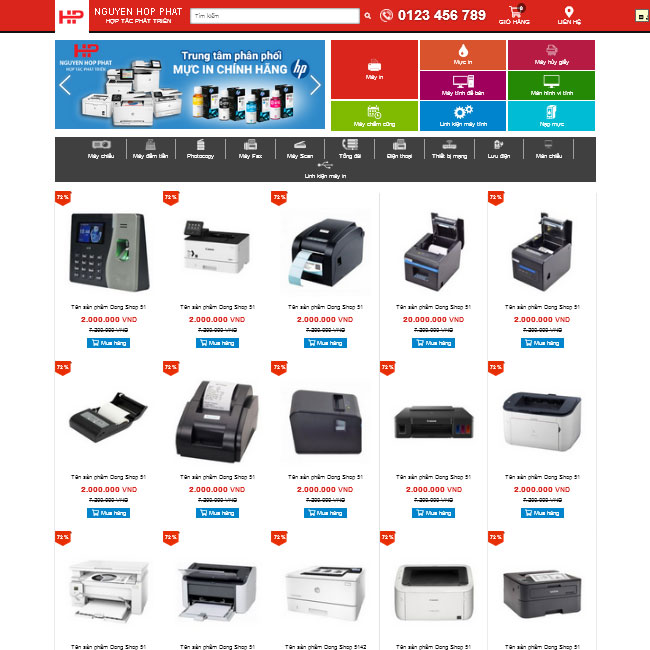 HP
NGUYEN HOP PHAT
HỢP TÁC PHÁT TRIỂN
Tìm kiếm
0123 456 789
0
GIỎ HÀNG
LIÊN HỆ
HP
NGUYEN HOP PHAT
HỢP TÁC PHÁT TRIỂN
Trung tâm phân phối
MỰC IN CHÍNH HÃNG hp
Máy in
Mực in
Máy hủy giấy
Máy tính để bàn
Màn hình vi tính
Máy chấm công
Linh kiện máy tính
Nạp mực
Máy chiếu
Máy đếm tiền
Photocopy
Máy Fax
Máy Scan
Tổng đài
Điện thoại
Thiết bị mạng
Lưu điện
Màn chiếu
Linh kiện máy in
72 %
72 %
72 %
72 %
Tên sản phẩm Dong Shop 51
Tên sản phẩm Dong Shop 51
Tên sản phẩm Dong Shop 51
Tên sản phẩm Dong Shop 51
Tên sản phẩm Dong Shop 51
2.000.000 VND
2.000.000 VND
2.000.000 VND
20.000.000 VND
2.000.000 VND
7.200.000 VND
7.200.000 VND
7.200.000 VND
7.200.000 VND
7.200.000 VND
Mua hàng
Mua hàng
Mua hàng
Mua hàng
Mua hàng
72 %
72 %
72 %
72 %
72 %
Tên sản phẩm Dong Shop 51
Tên sản phẩm Dong Shop 51
Tên sản phẩm Dong Shop 51
Tên sản phẩm Dong Shop 51
Tên sản phẩm Dong Shop 51
2.000.000 VND
2.000.000 VND
2.000.000 VND
2.000.000 VND
2.000.000 VND
7.200.000 VND
7.200.000 VND
7.200.000 VND
7.200.000 VND
7.200.000 VND
Mua hàng
Mua hàng
Mua hàng
Mua hàng
Mua hàng
72 %
72 %
72 %
72 %
72 %
Tên sản phẩm Dong Shop 51
Tên sản phẩm Dong Shop 51
Tên sản phẩm Dong Shop 5142
Tên sản phẩm Dong Shop 51
Tên sản phẩm Dong Shop 51